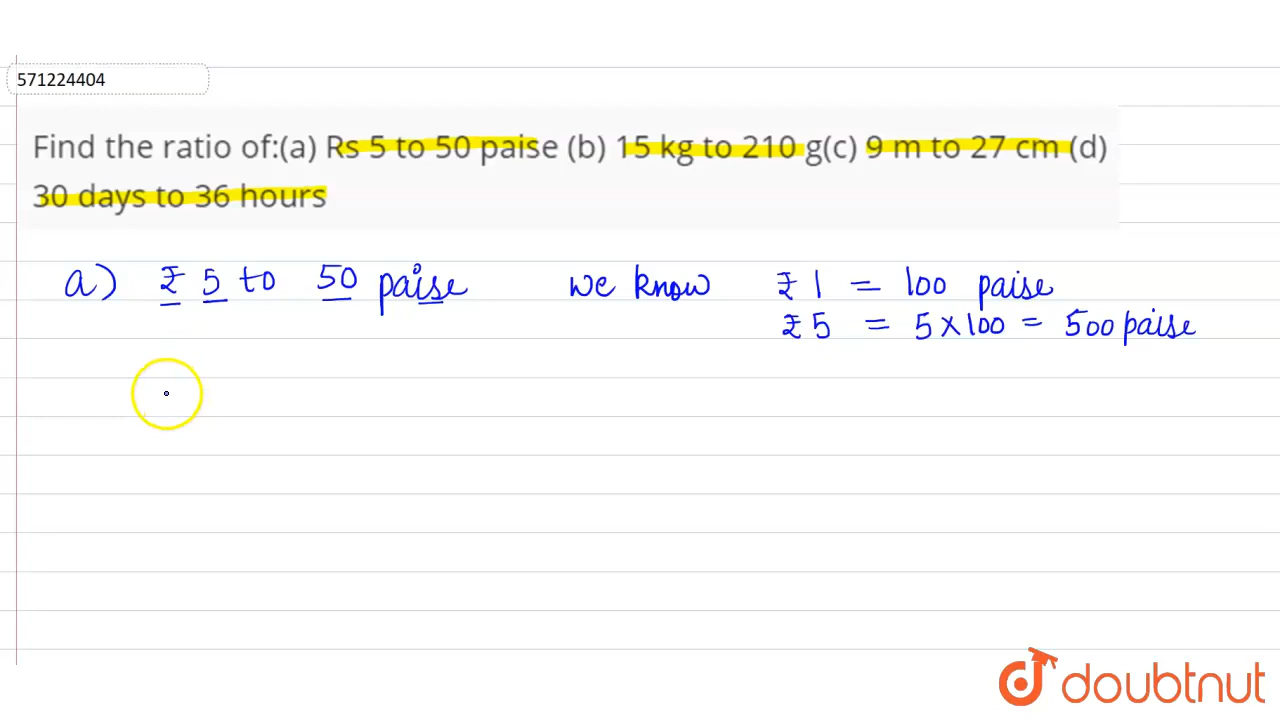 571224404
Find the ratio of:(a) Rs 5 to 50 paise (b) 15 kg to 210 g(c) 9 m to 27 cm (d)
30 days to 36 hours
a) ₹ 5 to 50 paise we know ₹ 1 = 100 paise
₹ 5 = 5 × 100 = 500 paise
doubtnut